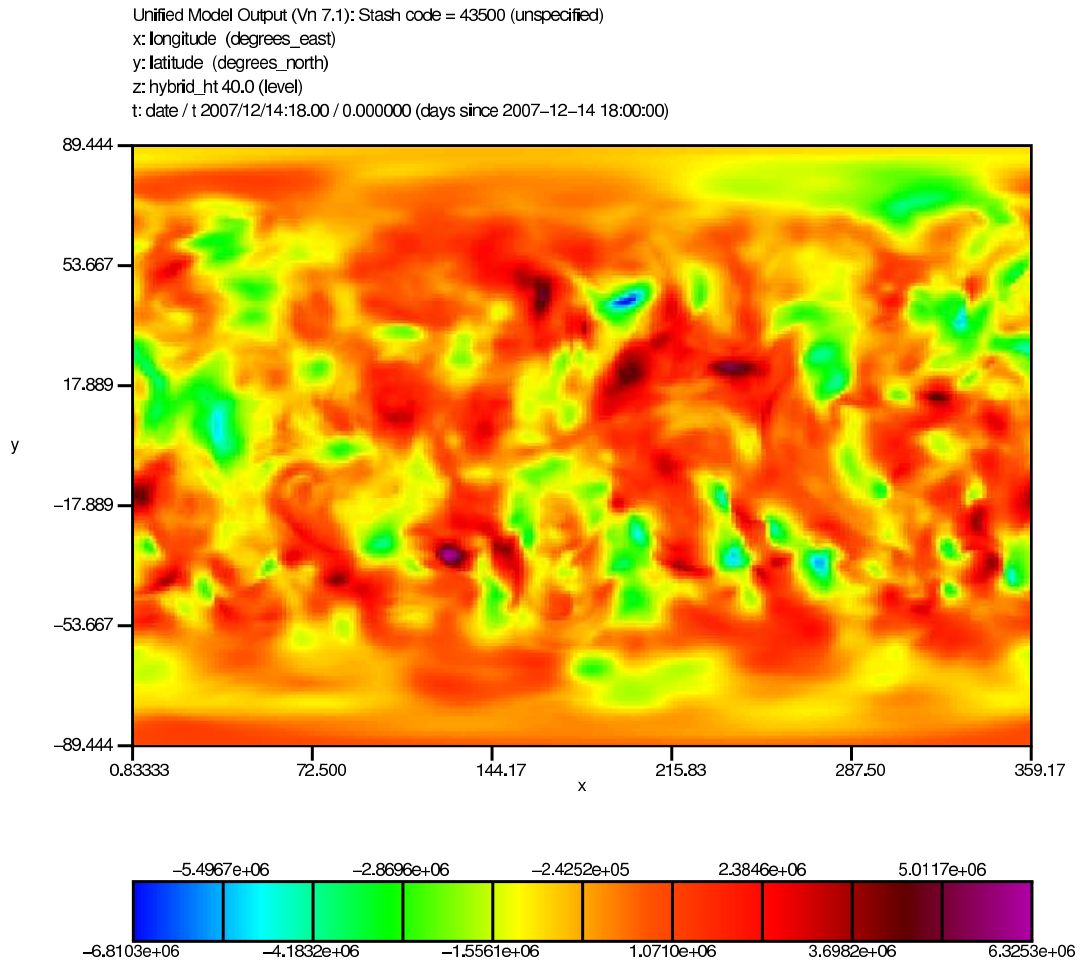 Unified Model Output (Vn 7.1): Stash code = 43500 (unspecified)
x: longitude (degrees_east)
y: latitude (degrees_north)
z: hybrid_ht 40.0 (level)
t: date / t 2007/12/14:18.00 / 0.000000 (days since 2007−12−14 18:00:00)
89.444
53.667
17.889
y
−17.889
−53.667
−89.444
0.83333 72.500 144.17 215.83 287.50 359.17
x
−5.4967e+06 −2.8696e+06 −2.4252e+05 2.3846e+06 5.0117e+06
−6.8103e+06 −4.1832e+06 −1.5561e+06 1.0710e+06 3.6982e+06 6.3253e+06